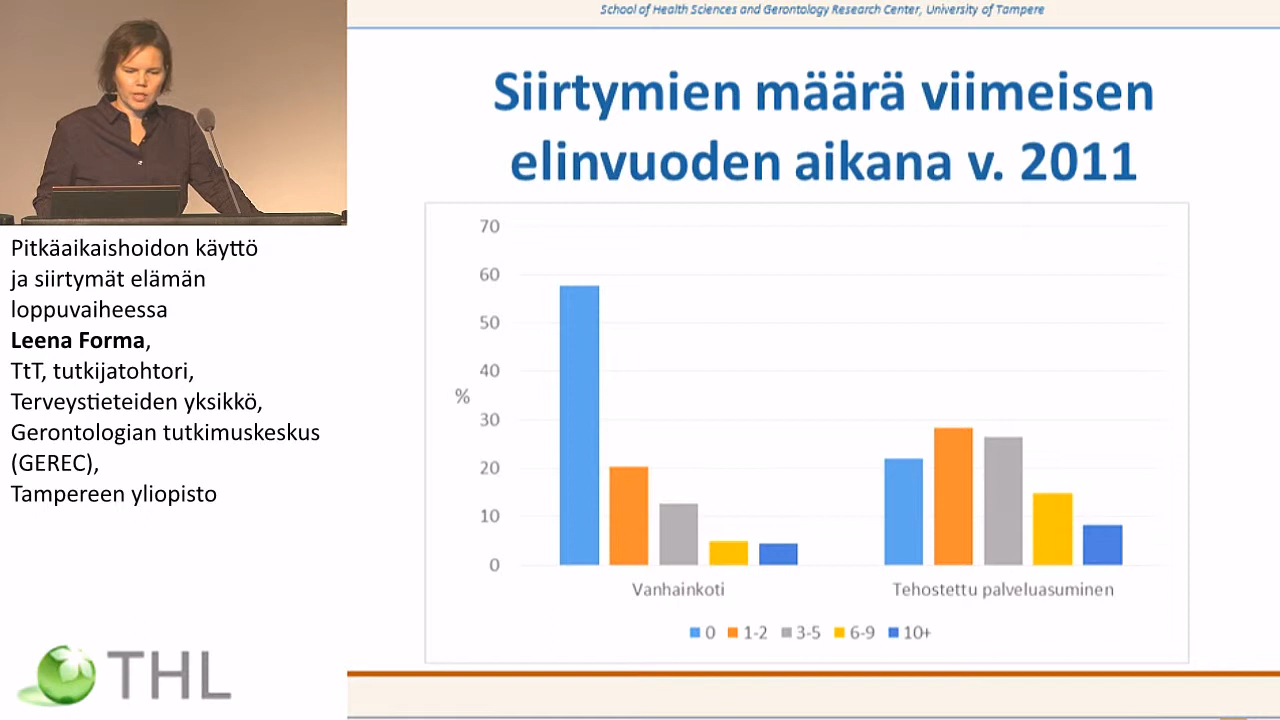 School of Health Sciences and Gerontology Research Center, University of Tampere
Siirtymien määrä viimeisen
elinvuoden aikana v. 2011
70
60
50
40
%
30
20
10
0
Vanhainkoti
Tehostettu palveluasuminen
0 1-2 3-5 6-9 10+
Pitkäaikaishoidon käyttö
ja siirtymät elämän
loppuvaiheessa
Leena Forma,
TtT, tutkijatohtori,
Terveystieteiden yksikkö,
Gerontologian tutkimuskeskus
(GEREC),
Tampereen yliopisto
THL